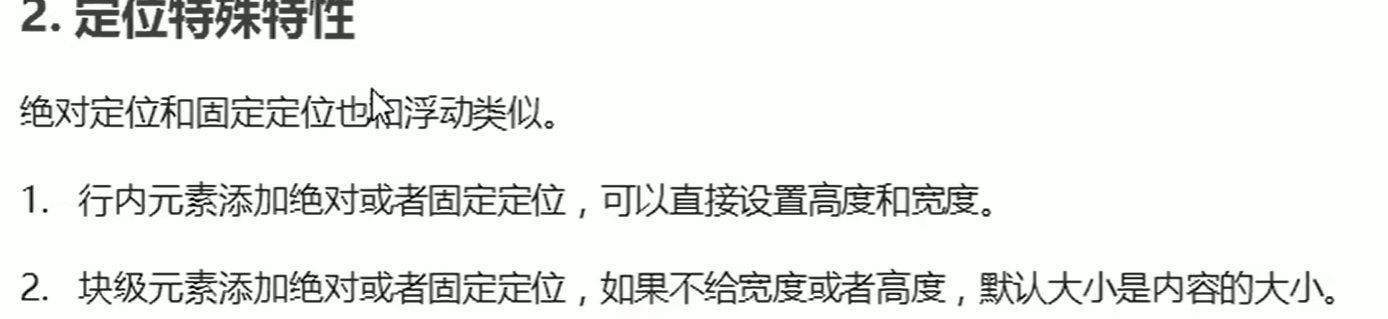 2. 定位特殊特性
绝对定位和固定定位也和浮动类似。
1. 行内元素添加绝对或者固定定位，可以直接设置高度和宽度。
2. 块级元素添加绝对或者固定定位，如果不给宽度或者高度，默认大小是内容的大小。